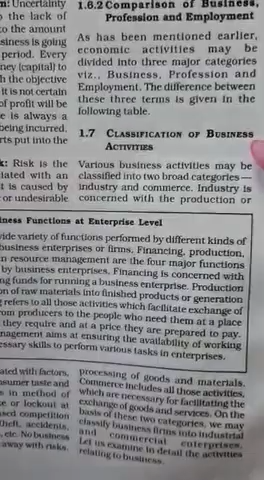 m: Uncertainty
o the lack of
to the amount
siness is going
period. Every
ney (capital) to
h the objective
it is not certain
of profit will be
e is always a
being incurred.
rts put into the
k: Risk is the
iated with an
t is caused by
or undesirable
1.6.2 Comparison of Business,
Profession and Employment
As has been mentioned earlier,
economic activities may be
divided into three major categories
viz., Business, Profession and
Employment. The difference between
these three terms is given in the
following table.
1.7 CLASSIFICATION OF BUSINESS
ACTIVITIES
Various business activities may be
classified into two broad categories —
industry and commerce. Industry is
concerned with the production or
iness Functions at Enterprise Level
vide variety of functions performed by different kinds of
business enterprises or firms. Financing, production,
n resource management are the four major functions
by business enterprises. Financing is concerned with
ng funds for running a business enterprise. Production
on of raw materials into finished products or generation
g refers to all those activities which facilitate exchange of
rom producers to the people who need them at a place
they require and at a price they are prepared to pay.
nagement aims at ensuring the availability of working
essary skills to perform various tasks in enterprises.
ated with factors,
sumer taste and
s in method of
e or lockout at
ased competition
theft, accidents,
, etc. No business
away with risks.
processing of goods and materials.
Commerce includes all those activities,
which are necessary for facilitating the
exchange of goods and services. On the
basis of these two categories, we may
classify business firms into industrial
and commercial enterprises.
Let us examine in detail the activities
relating to business.